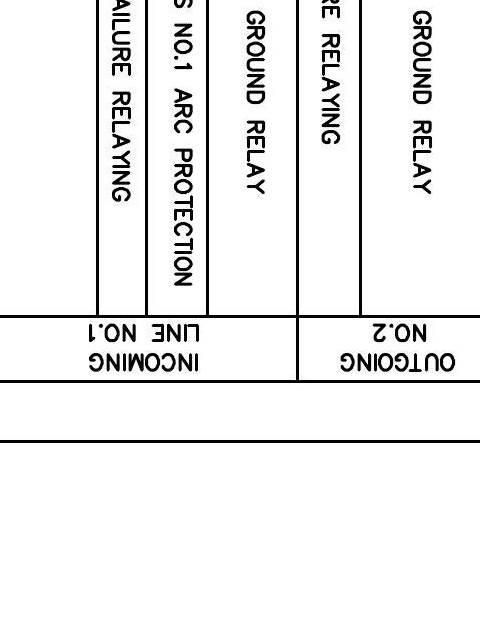 AILURE RELAYING
S NO.1 ARC PROTECTION
GROUND RELAY
RE RELAYING
GROUND RELAY
INCOMING
LINE NO.1
OUTGOING
NO.2